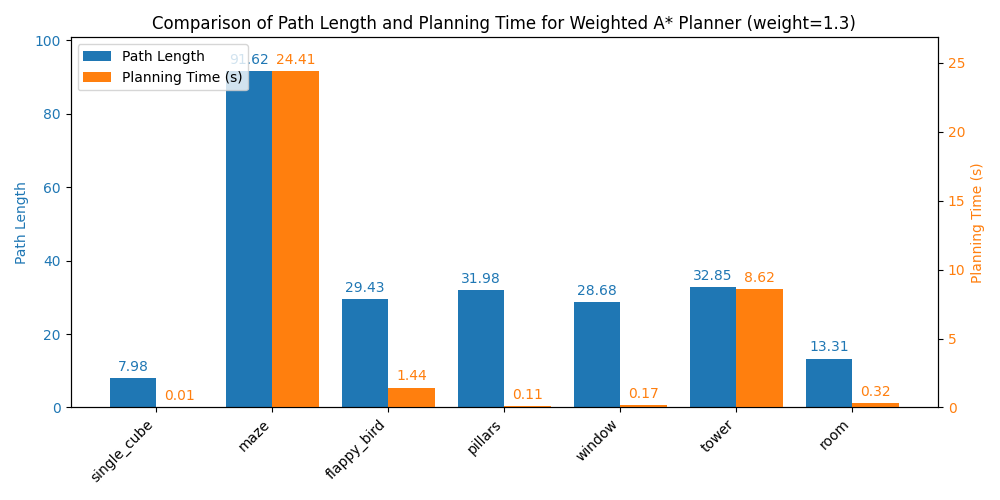 Comparison of Path Length and Planning Time for Weighted A* Planner (weight=1.3)
Path Length
Planning Time (s)
100
80
60
40
20
0
Path Length
25
20
15
10
5
0
Planning Time (s)
7.98
0.01
91.62
24.41
29.43
1.44
31.98
0.11
28.68
0.17
32.85
8.62
13.31
0.32
single_cube
maze
flappy_bird
pillars
window
tower
room